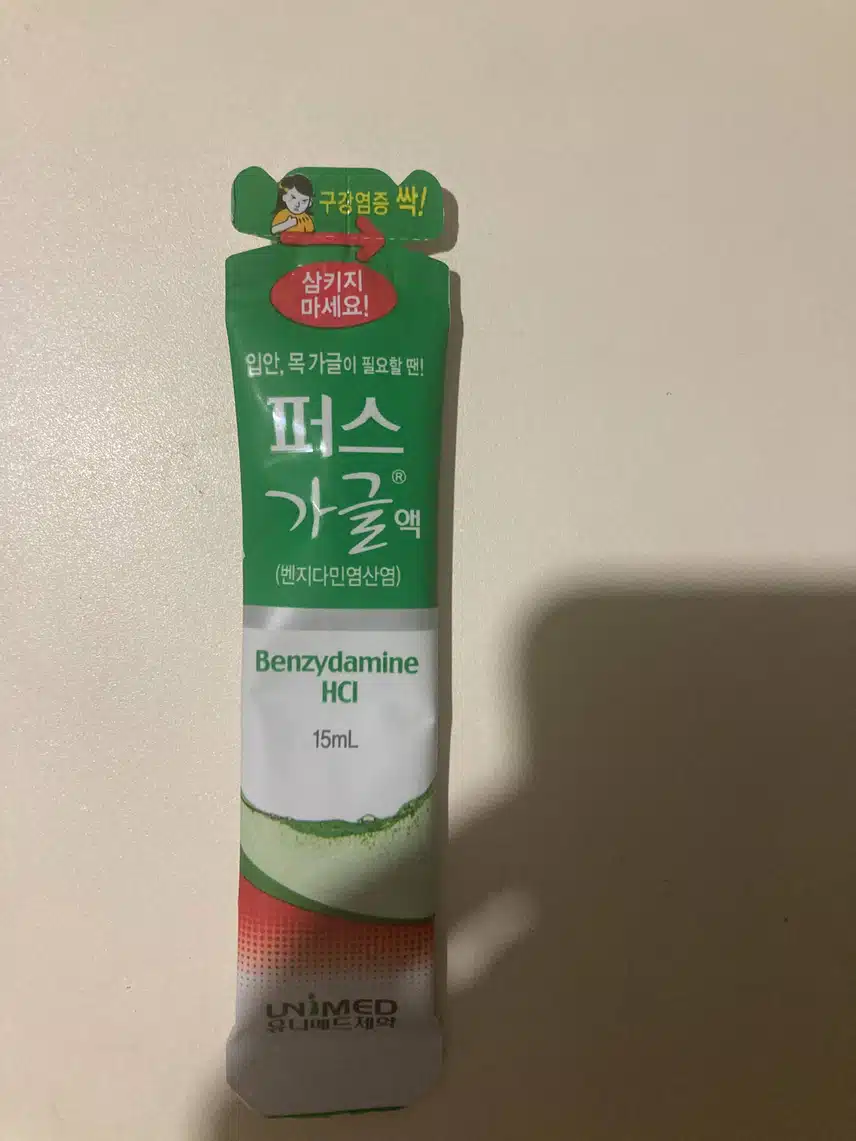 구강염증 싹!
삼키지
마세요!
입안, 목 가글이 필요할 땐!
퍼스
가글® 액
(벤지다민염산염)
Benzydamine
HCl
15mL
UNIMED
유니메드제약